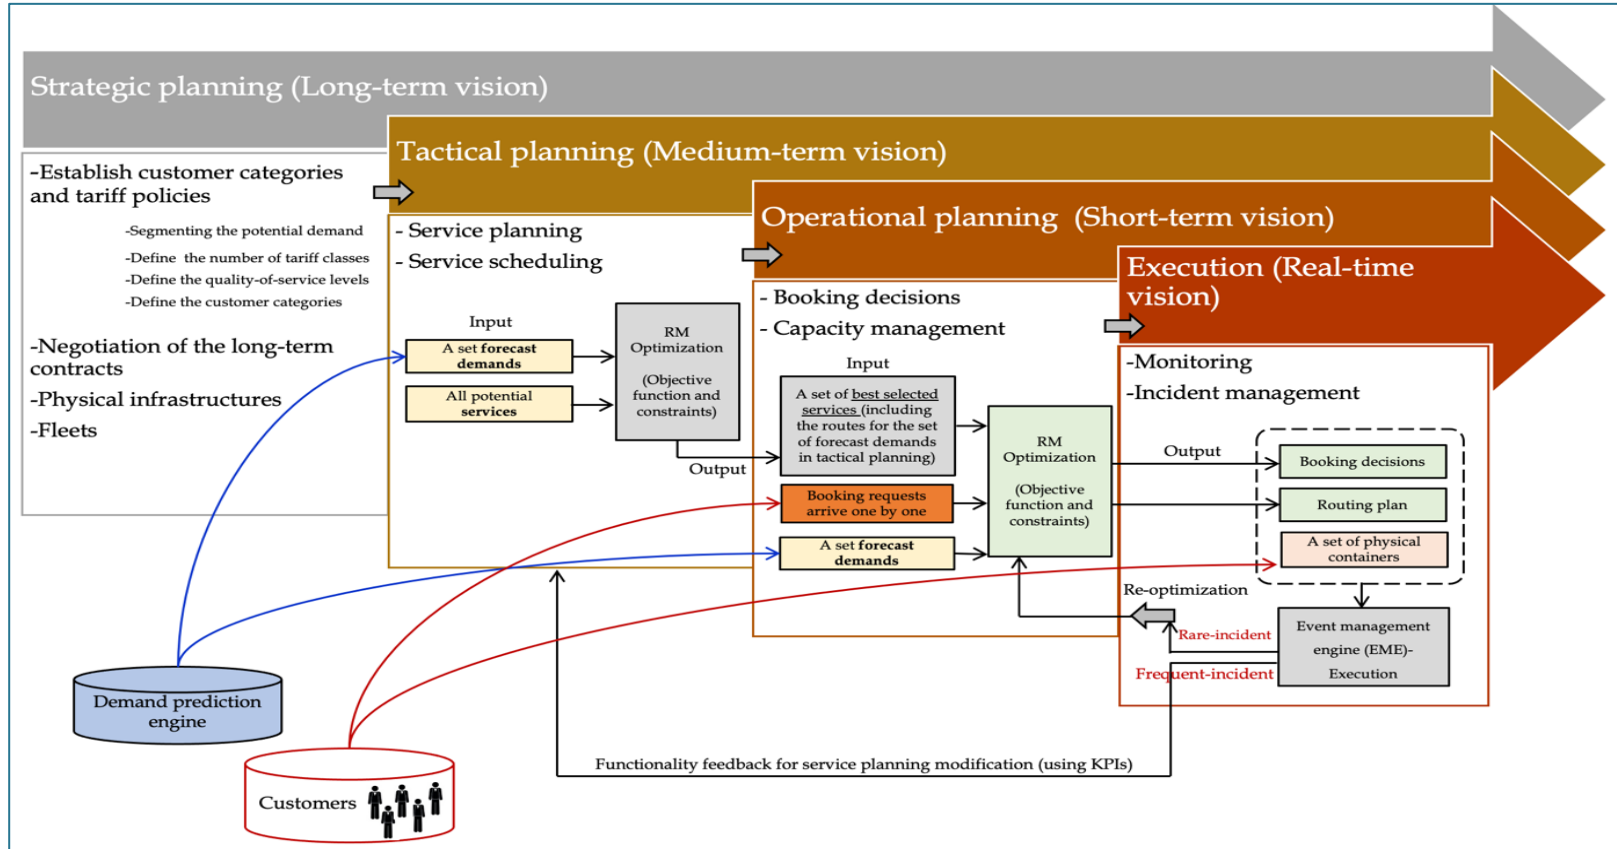 Strategic planning (Long-term vision)
-Establish customer categories
and tariff policies
-Segmenting the potential demand
-Define the number of tariff classes
-Define the quality-of-service levels
-Define the customer categories
-Negotiation of the long-term
contracts
-Physical infrastructures
-Fleets
Tactical planning (Medium-term vision)
- Service planning
- Service scheduling
Input
A set forecast
demands
All potential
services
RM
Optimization
(Objective
function and
constraints)
Output
Operational planning (Short-term vision)
- Booking decisions
- Capacity management
Input
A set of best selected
services (including
the routes for the set
of forecast demands
in tactical planning)
Booking requests
arrive one by one
A set forecast
demands
RM
Optimization
(Objective
function and
constraints)
Execution (Real-time
vision)
-Monitoring
-Incident management
Output
Booking decisions
Routing plan
A set of physical
containers
Re-optimization
Rare-incident
Frequent-incident
Event management
engine (EME)-
Execution
Functionality feedback for service planning modification (using KPIs)
Demand prediction
engine
Customers